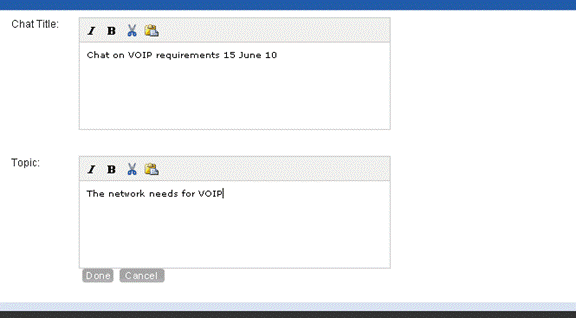 Chat Title:
I B
Chat on VOIP requirements 15 June 10
Topic:
I B
The network needs for VOIP
Done Cancel